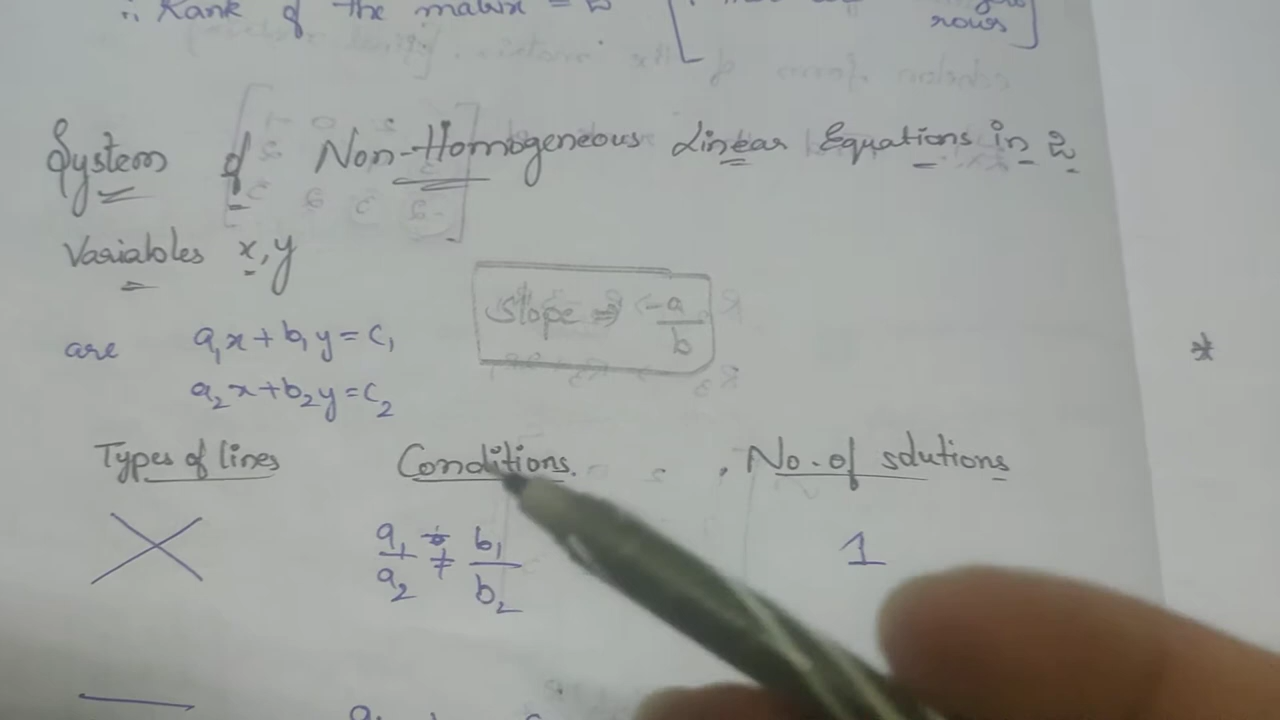 ∴ Rank of the matrix = 2
rows
System of Non-Homogeneous Linear Equations in 2
Variables x, y
Slope ⇒ -a/b
are a₁x + b₁y = c₁
a₂x + b₂y = c₂
*
Types of lines Conditions. No. of solutions
a₁/a₂ ≠ b₁/b₂ 1